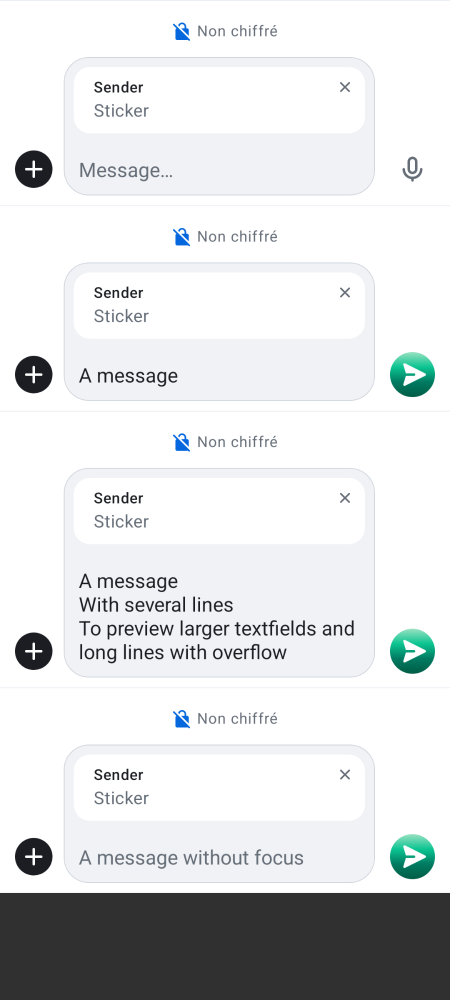 Non chiffré
Sender
Sticker
Message…
Non chiffré
Sender
Sticker
A message
Non chiffré
Sender
Sticker
A message
With several lines
To preview larger textfields and
long lines with overflow
Non chiffré
Sender
Sticker
A message without focus